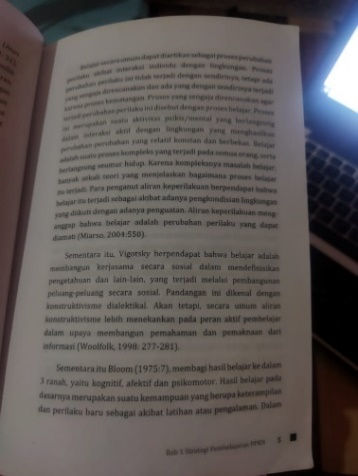 Belajar secara umum dapat diartikan sebagai proses perubahan
perilaku akibat interaksi individu dengan lingkungan. Proses
perubahan perilaku ini tidak terjadi dengan sendirinya, tetapi ada
yang sengaja direncanakan dan ada yang dengan sendirinya terjadi
karena proses kematangan. Proses yang sengaja direncanakan agar
terjadi perubahan perilaku ini disebut dengan proses belajar. Proses
ini merupakan suatu aktivitas psikis/mental yang berlangsung
dalam interaksi aktif dengan lingkungan yang menghasilkan
perubahan-perubahan yang relatif konstan dan berbekas. Belajar
adalah suatu proses kompleks yang terjadi pada semua orang, serta
berlangsung seumur hidup. Karena kompleksnya masalah belajar,
banyak sekali teori yang menjelaskan bagaimana proses belajar
itu terjadi. Para penganut aliran keperilakuan berpendapat bahwa
belajar itu terjadi sebagai akibat adanya pengkondisian lingkungan
yang diikuti dengan adanya penguatan. Aliran keperilakuan meng-
anggap bahwa belajar adalah perubahan perilaku yang dapat
diamati (Miarso, 2004:550).
Sementara itu, Vigotsky berpendapat bahwa belajar adalah
membangun kerjasama secara sosial dalam mendefinisikan
pengetahuan dan lain-lain, yang terjadi melalui pembangunan
peluang-peluang secara sosial. Pandangan ini dikenal dengan
konstruktivisme dialektikal. Akan tetapi, secara umum aliran
konstruktivisme lebih menekankan pada peran aktif pembelajar
dalam upaya membangun pemahaman dan pemaknaan dari
informasi (Woolfolk, 1998: 277-281).
Sementara itu Bloom (1975:7), membagi hasil belajar ke dalam
3 ranah, yaitu kognitif, afektif dan psikomotor. Hasil belajar pada
dasarnya merupakan suatu kemampuan yang berupa keterampilan
dan perilaku baru sebagai akibat latihan atau pengalaman. Dalam
Bab 1 Strategi Pembelajaran PPKN 5